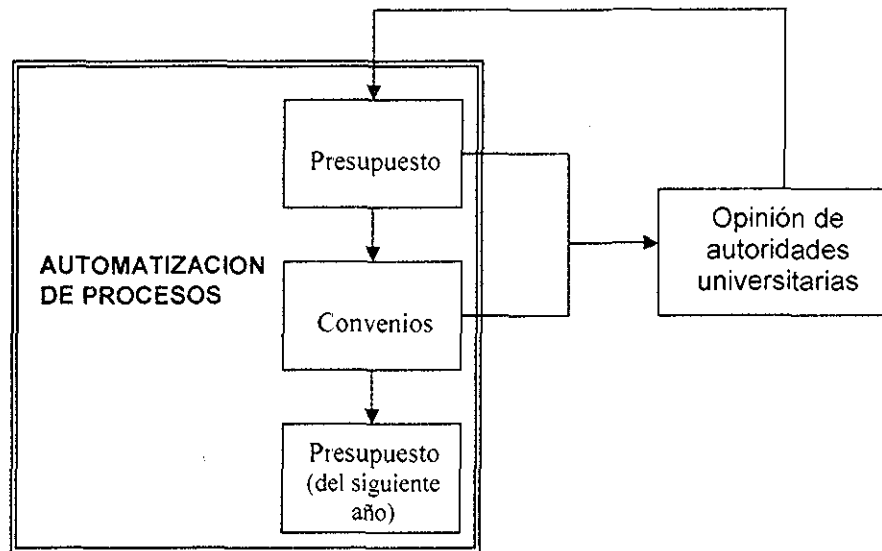 Presupuesto
AUTOMATIZACION
DE PROCESOS
Convenios
Presupuesto
(del siguiente
año)
Opinión de
autoridades
universitarias